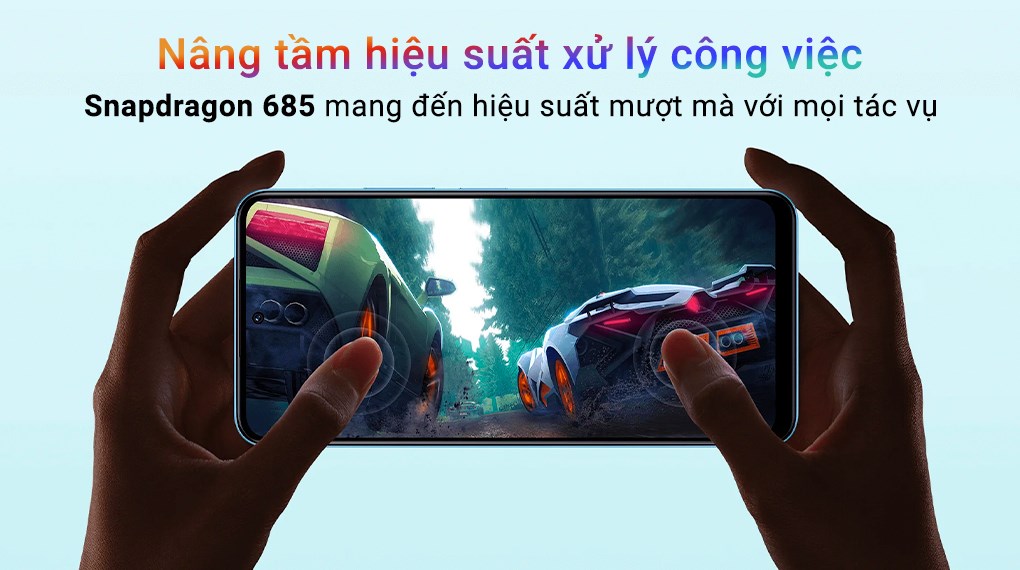 Nâng tầm hiệu suất xử lý công việc
Snapdragon 685 mang đến hiệu suất mượt mà với mọi tác vụ